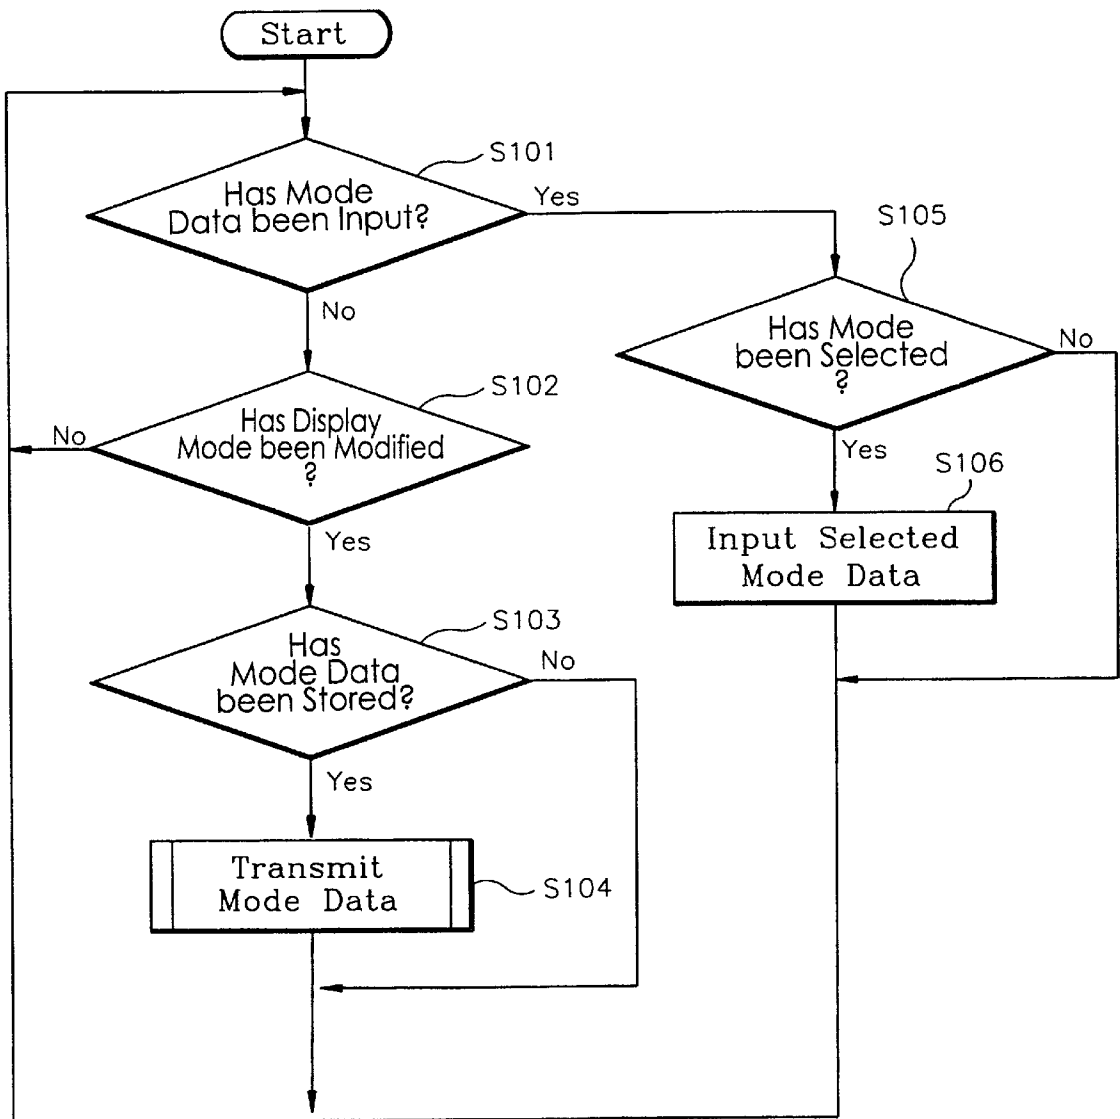 Start
S101
Has Mode
Data been Input?
Yes
S105
No
Has Mode
been Selected
?
No
S102
Has Display
Mode been Modified
?
No
Yes
S106
Input Selected
Mode Data
Yes
S103
Has
Mode Data
been Stored?
No
Yes
Transmit
Mode Data
S104